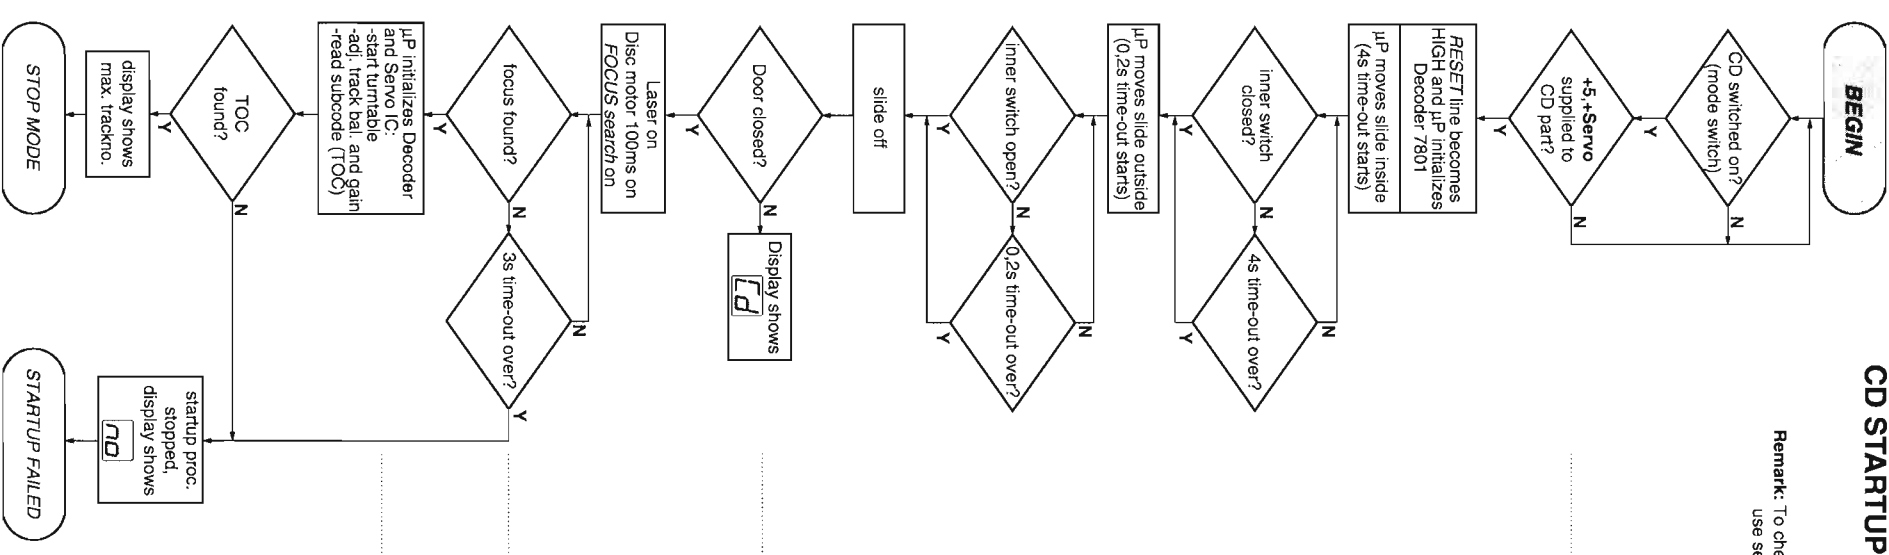 CD STARTUP
Remark: To che
use se
BEGIN
CD switched on?
(mode switch)
N
Y
+5,+Servo
supplied to
CD part?
N
Y
RESET line becomes
HIGH and µP initializes
Decoder 7801
µP moves slide inside
(4s time-out starts)
inner switch
closed?
N
Y
4s time-out over?
N
Y
µP moves slide outside
(0,2s time-out starts)
inner switch open?
N
Y
0,2s time-out over?
N
Y
slide off
Door closed?
N
Y
Display shows
Cd
Laser on
Disc motor 100ms on
FOCUS search on
focus found?
N
Y
3s time-out over?
N
Y
µP initializes Decoder
and Servo IC:
-start turntable
-adj. track bal. and gain
-read subcode (TOC)
TOC
found?
N
Y
display shows
max. trackno.
startup proc.
stopped,
display shows
no
STOP MODE
STARTUP FAILED